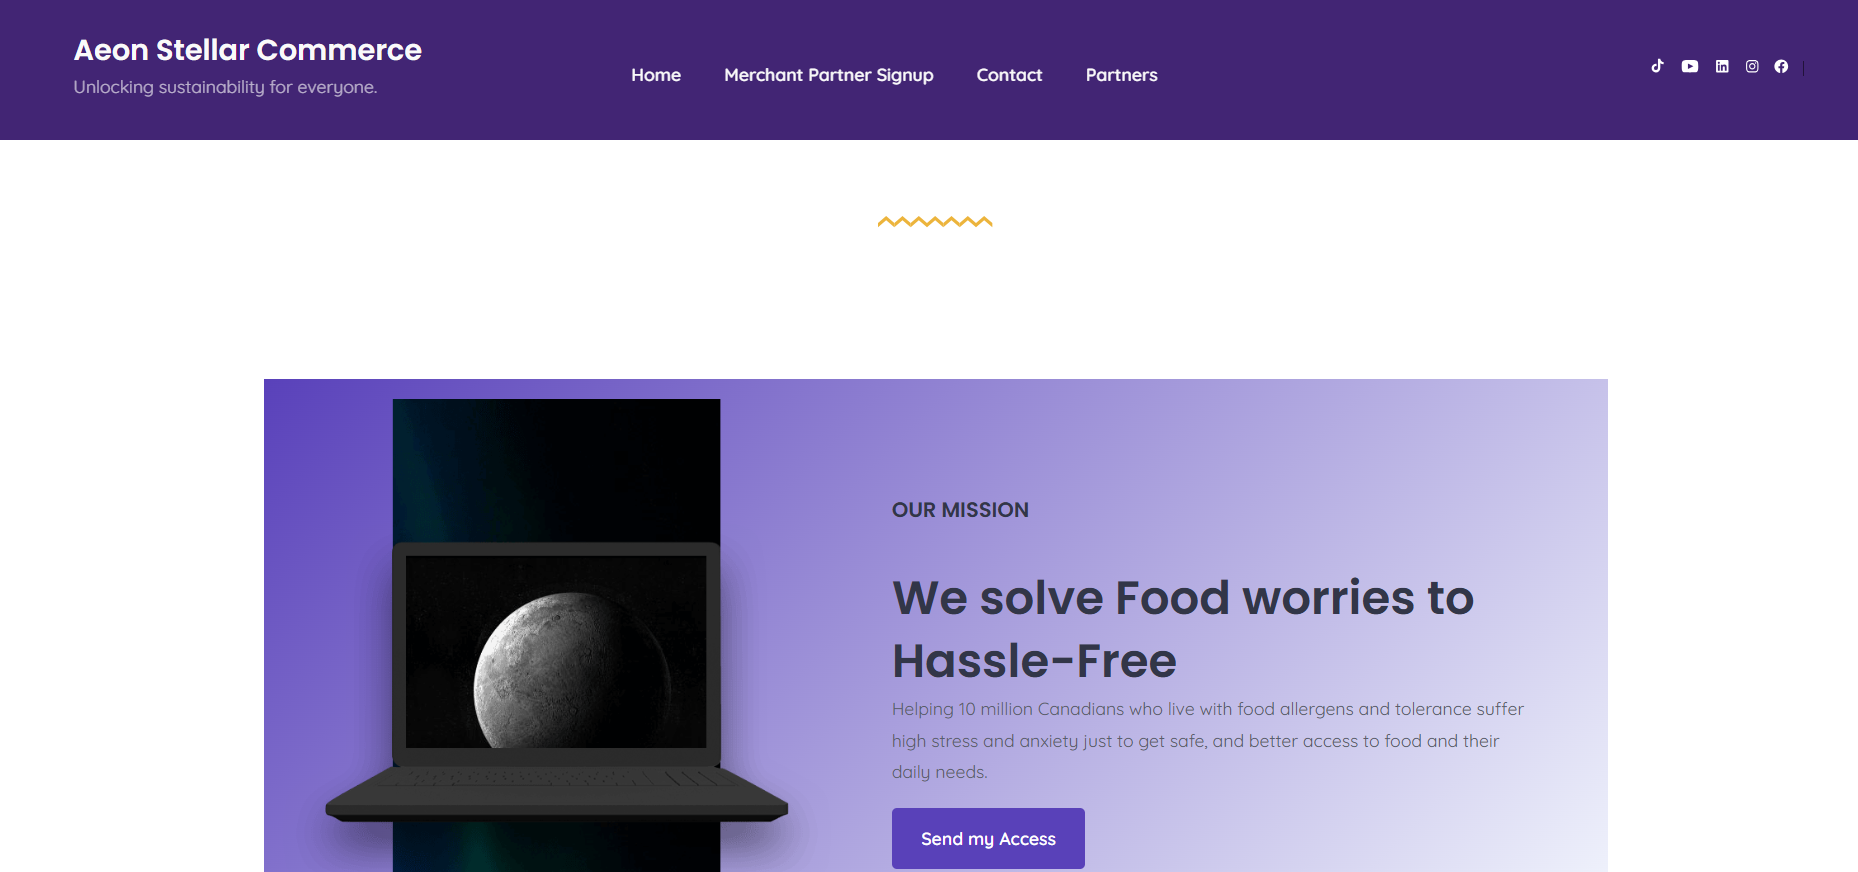 Aeon Stellar Commerce
Unlocking sustainability for everyone.
Home Merchant Partner Signup Contact Partners
OUR MISSION
We solve Food worries to
Hassle-Free
Helping 10 million Canadians who live with food allergens and tolerance suffer
high stress and anxiety just to get safe, and better access to food and their
daily needs.
Send my Access